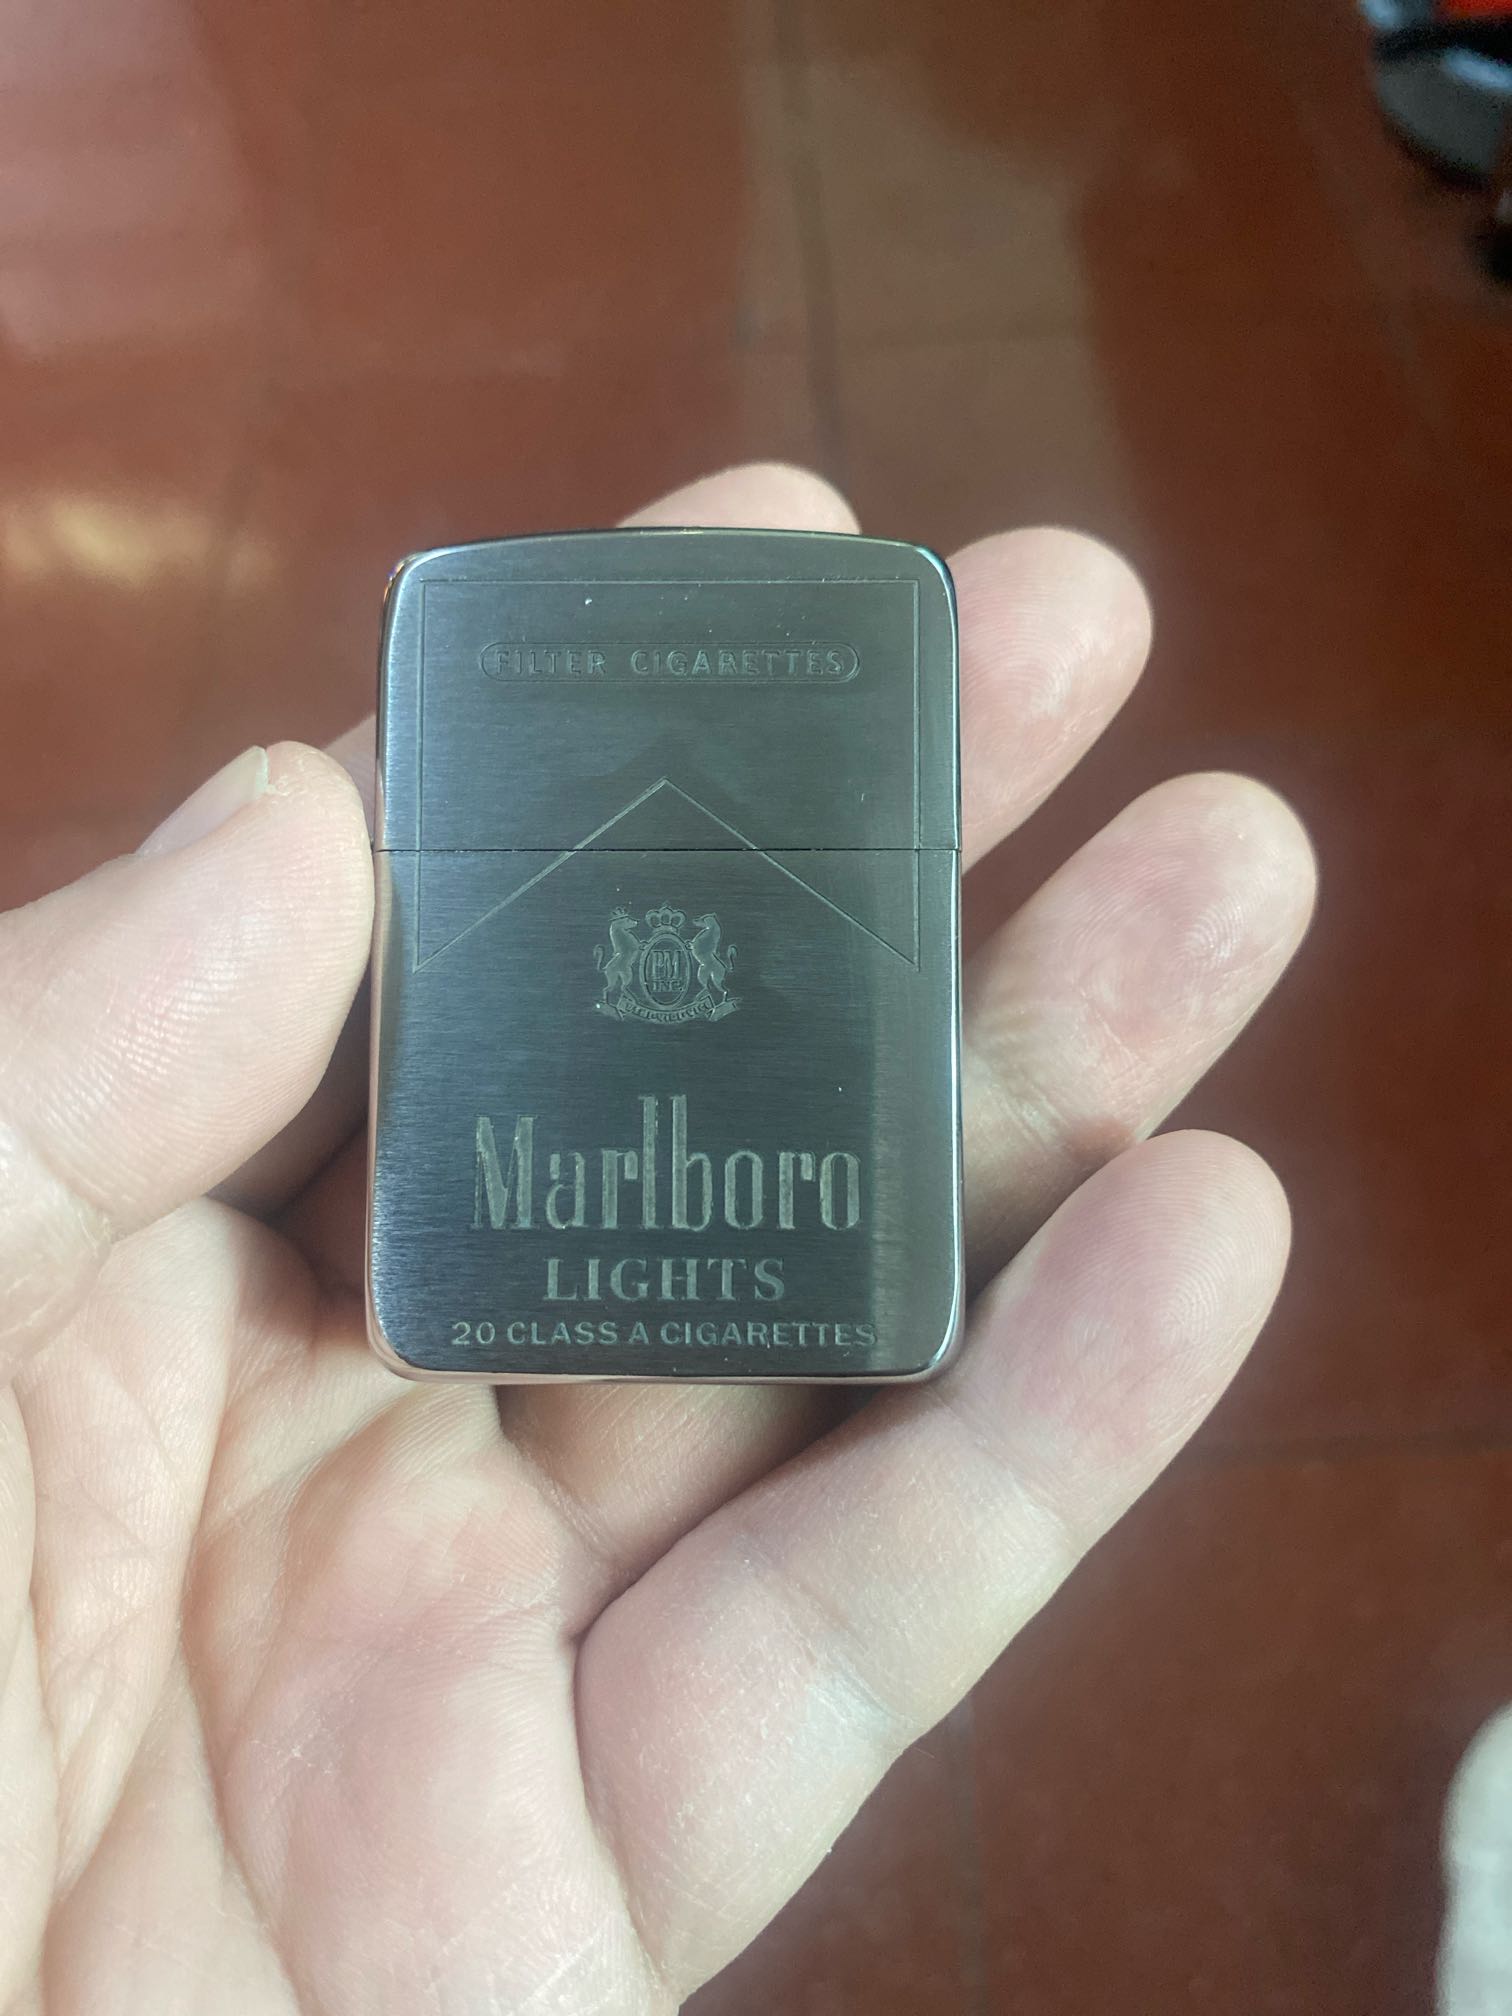 FILTER CIGARETTES
PM
INC.
Marlboro
LIGHTS
20 CLASS A CIGARETTES